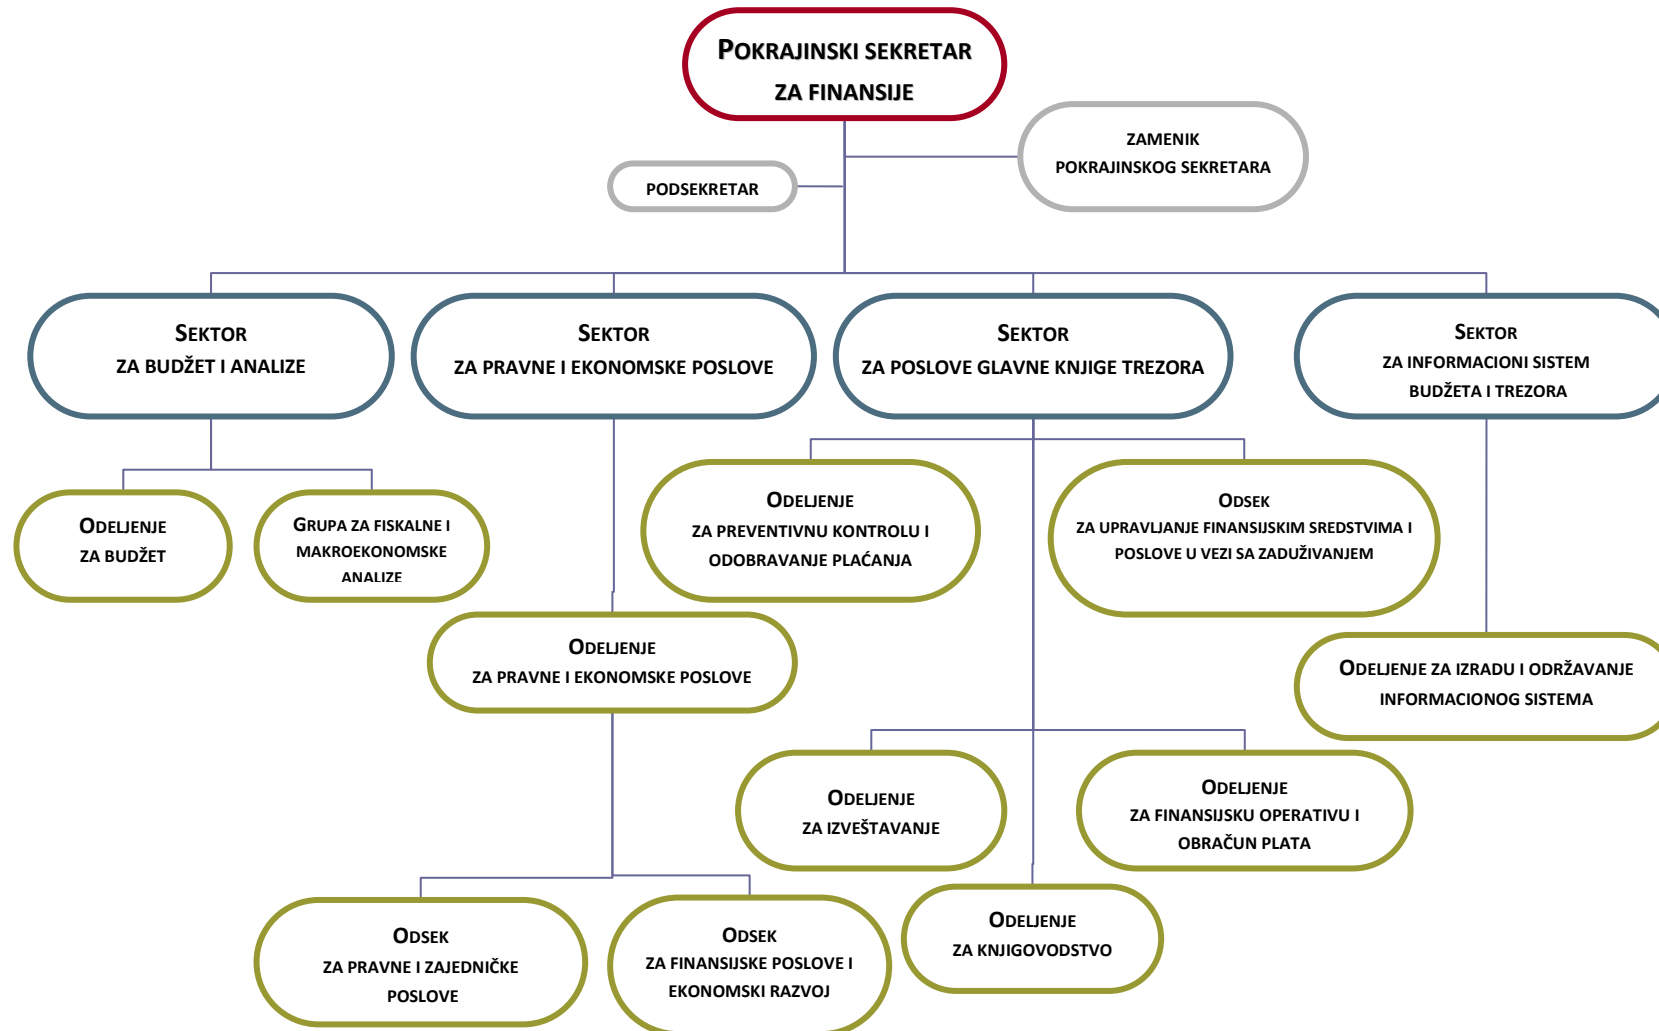 POKRAJINSKI SEKRETAR
ZA FINANSIJE
ZAMENIK
POKRAJINSKOG SEKRETARA
PODSEKRETAR
SEKTOR
ZA BUDŽET I ANALIZE
SEKTOR
ZA PRAVNE I EKONOMSKE POSLOVE
SEKTOR
ZA POSLOVE GLAVNE KNJIGE TREZORA
SEKTOR
ZA INFORMACIONI SISTEM
BUDŽETA I TREZORA
ODELJENJE
ZA BUDŽET
GRUPA ZA FISKALNE I
MAKROEKONOMSKE
ANALIZE
ODELJENJE
ZA PREVENTIVNU KONTROLU I
ODOBRAVANJE PLAĆANJA
ODSEK
ZA UPRAVLJANJE FINANSIJSKIM SREDSTVIMA I
POSLOVE U VEZI SA ZADUŽIVANJEM
ODELJENJE
ZA PRAVNE I EKONOMSKE POSLOVE
ODELJENJE ZA IZRADU I ODRŽAVANJE
INFORMACIONOG SISTEMA
ODELJENJE
ZA IZVEŠTAVANJE
ODELJENJE
ZA FINANSIJSKU OPERATIVU I
OBRAČUN PLATA
ODSEK
ZA PRAVNE I ZAJEDNIČKE
POSLOVE
ODSEK
ZA FINANSIJSKE POSLOVE I
EKONOMSKI RAZVOJ
ODELJENJE
ZA KNJIGOVODSTVO